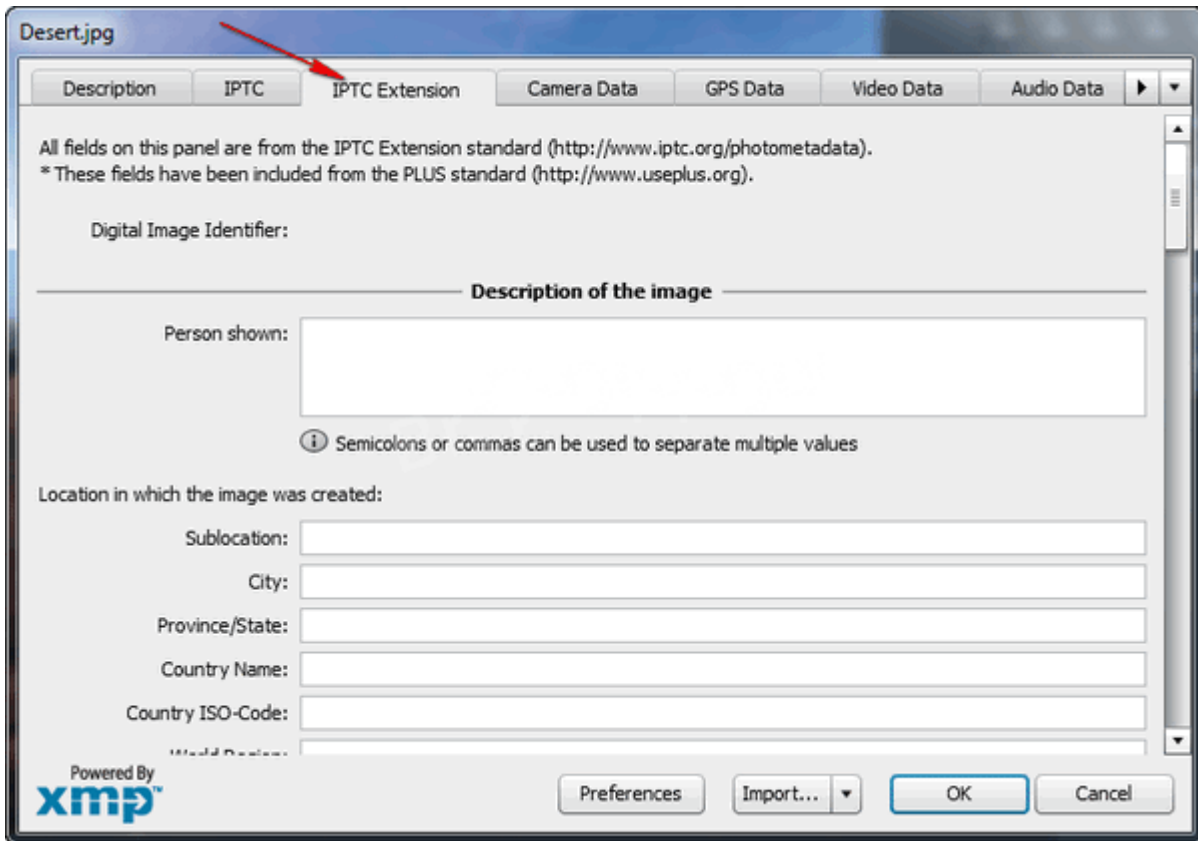 Desert.jpg
Description IPTC IPTC Extension Camera Data GPS Data Video Data Audio Data
All fields on this panel are from the IPTC Extension standard (http://www.iptc.org/photometadata).
* These fields have been included from the PLUS standard (http://www.useplus.org).
Digital Image Identifier:
Description of the image
Person shown:
Semicolons or commas can be used to separate multiple values
Location in which the image was created:
Sublocation:
City:
Province/State:
Country Name:
Country ISO-Code:
World Region:
Powered By
xmp™
Preferences Import... OK Cancel